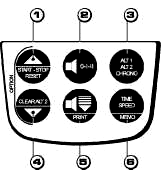 1
2
3
OPTION
START - STOP
RESET
0-I-II
ALT 1
ALT 2
CHRONO
CLEAR/ALT 2
PRINT
TIME
SPEED
MEMO
4
5
6